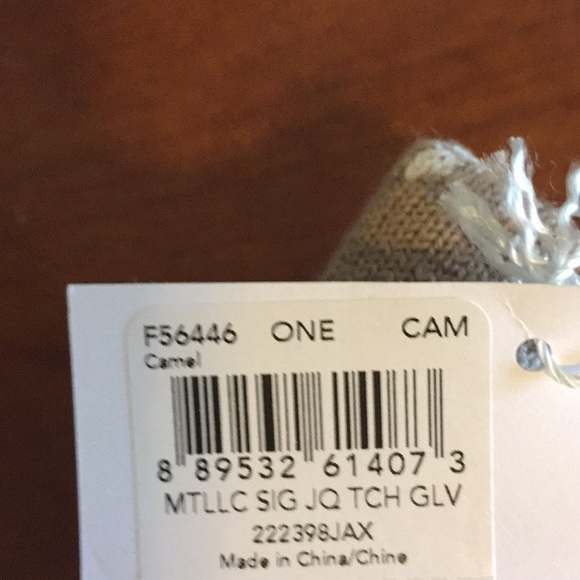 F56446 ONE CAM
Camel
8 89532 61407 3
MTLLC SIG JQ TCH GLV
222398JAX
Made in China/Chine